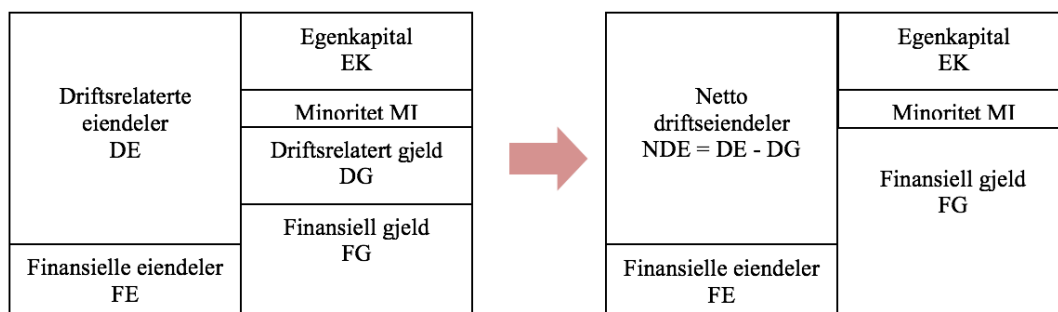 Driftsrelaterte
eiendeler
DE
Finansielle eiendeler
FE
Egenkapital
EK
Minoritet MI
Driftsrelatert gjeld
DG
Finansiell gjeld
FG
Netto
driftseiendeler
NDE = DE - DG
Finansielle eiendeler
FE
Egenkapital
EK
Minoritet MI
Finansiell gjeld
FG